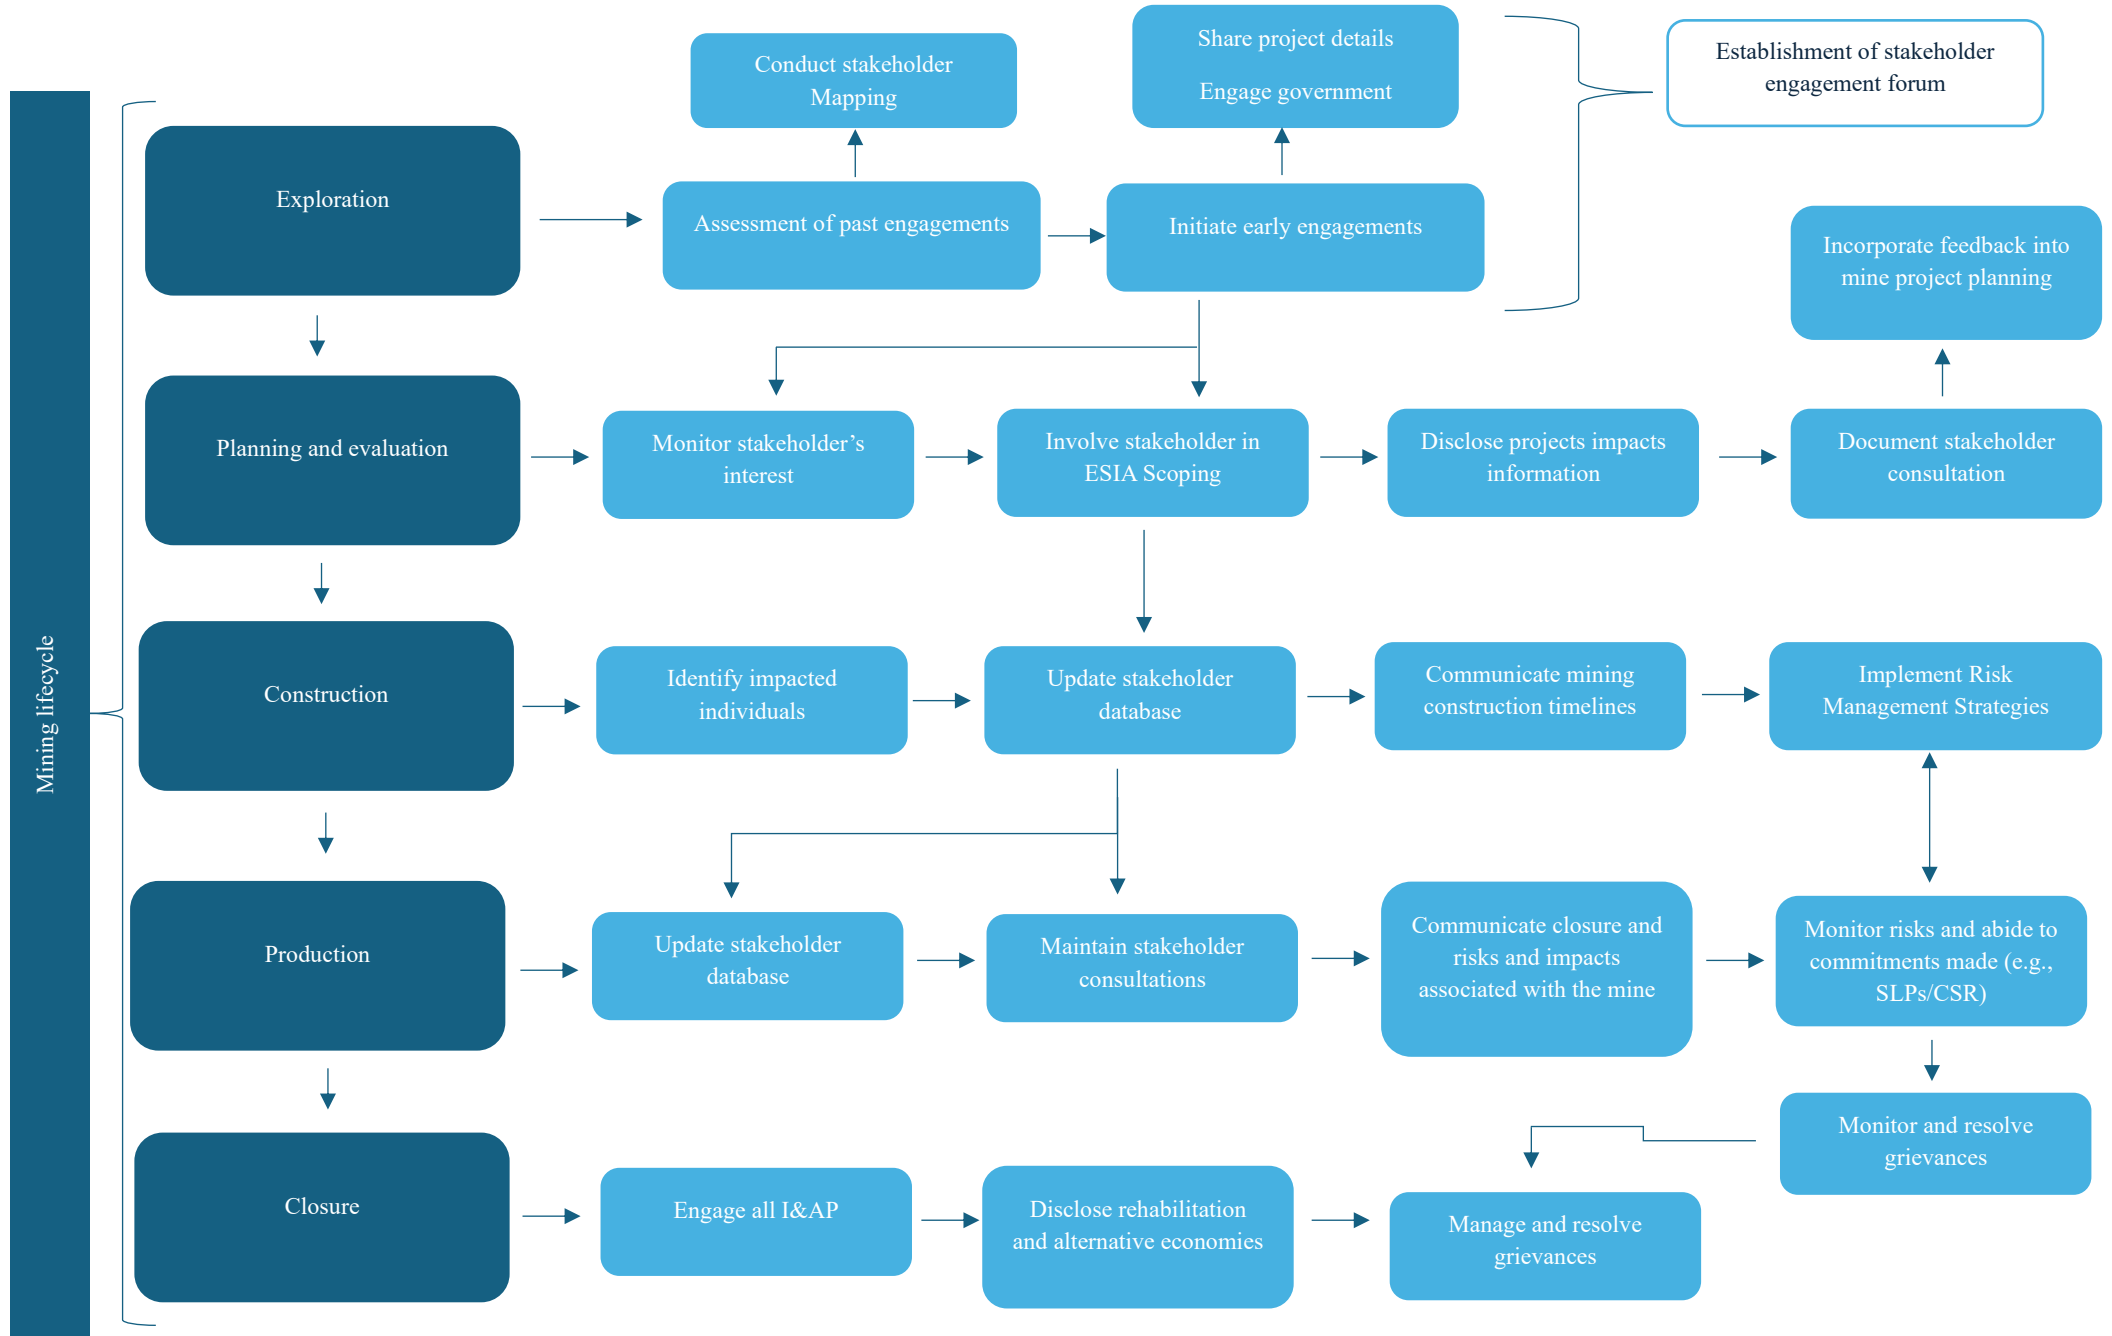 Mining lifecycle
Conduct stakeholder
Mapping
Share project details
Engage government
Establishment of stakeholder
engagement forum
Exploration
Assessment of past engagements
Initiate early engagements
Incorporate feedback into
mine project planning
Planning and evaluation
Monitor stakeholder’s
interest
Involve stakeholder in
ESIA Scoping
Disclose projects impacts
information
Document stakeholder
consultation
Construction
Identify impacted
individuals
Update stakeholder
database
Communicate mining
construction timelines
Implement Risk
Management Strategies
Production
Update stakeholder
database
Maintain stakeholder
consultations
Communicate closure and
risks and impacts
associated with the mine
Monitor risks and abide to
commitments made (e.g.,
SLPs/CSR)
Monitor and resolve
grievances
Closure
Engage all I&AP
Disclose rehabilitation
and alternative economies
Manage and resolve
grievances